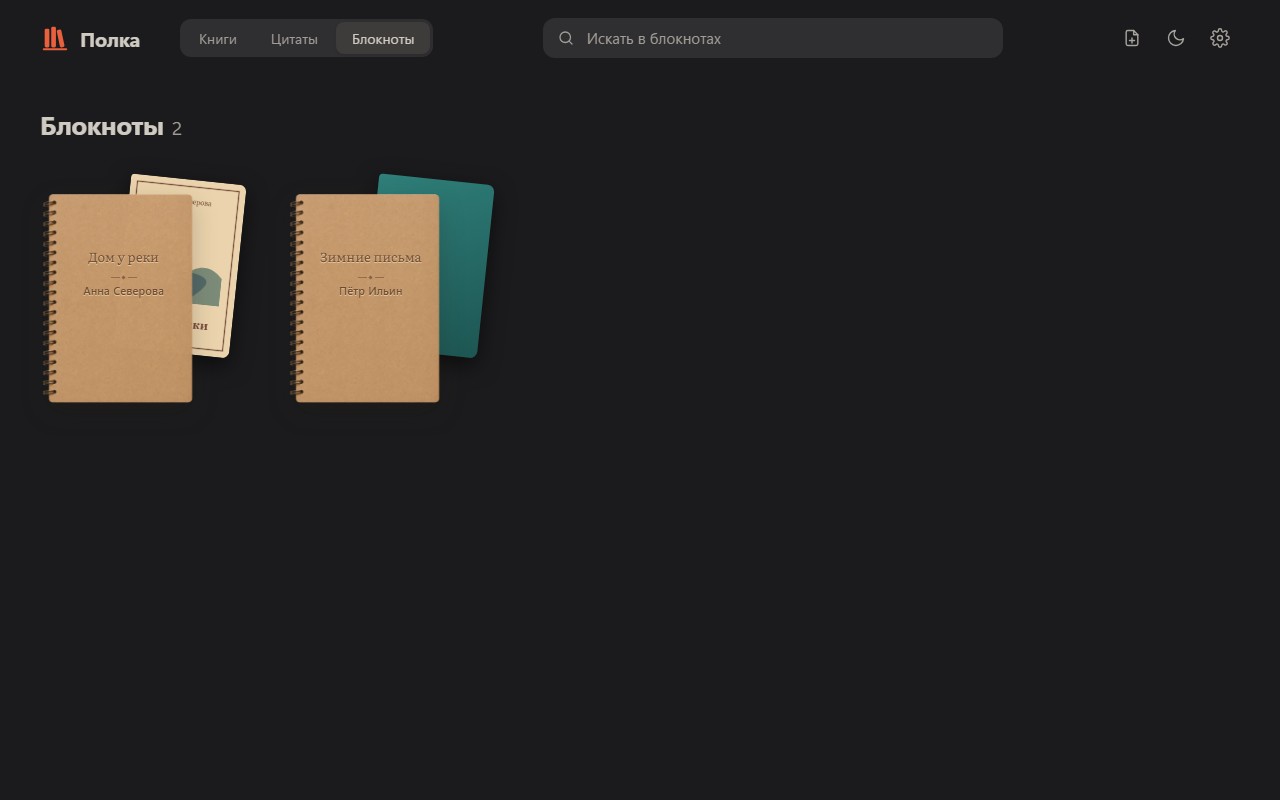 Полка
Книги
Цитаты
Блокноты
Искать в блокнотах
Блокноты 2
Дом у реки
Анна Северова
Зимние письма
Пётр Ильин